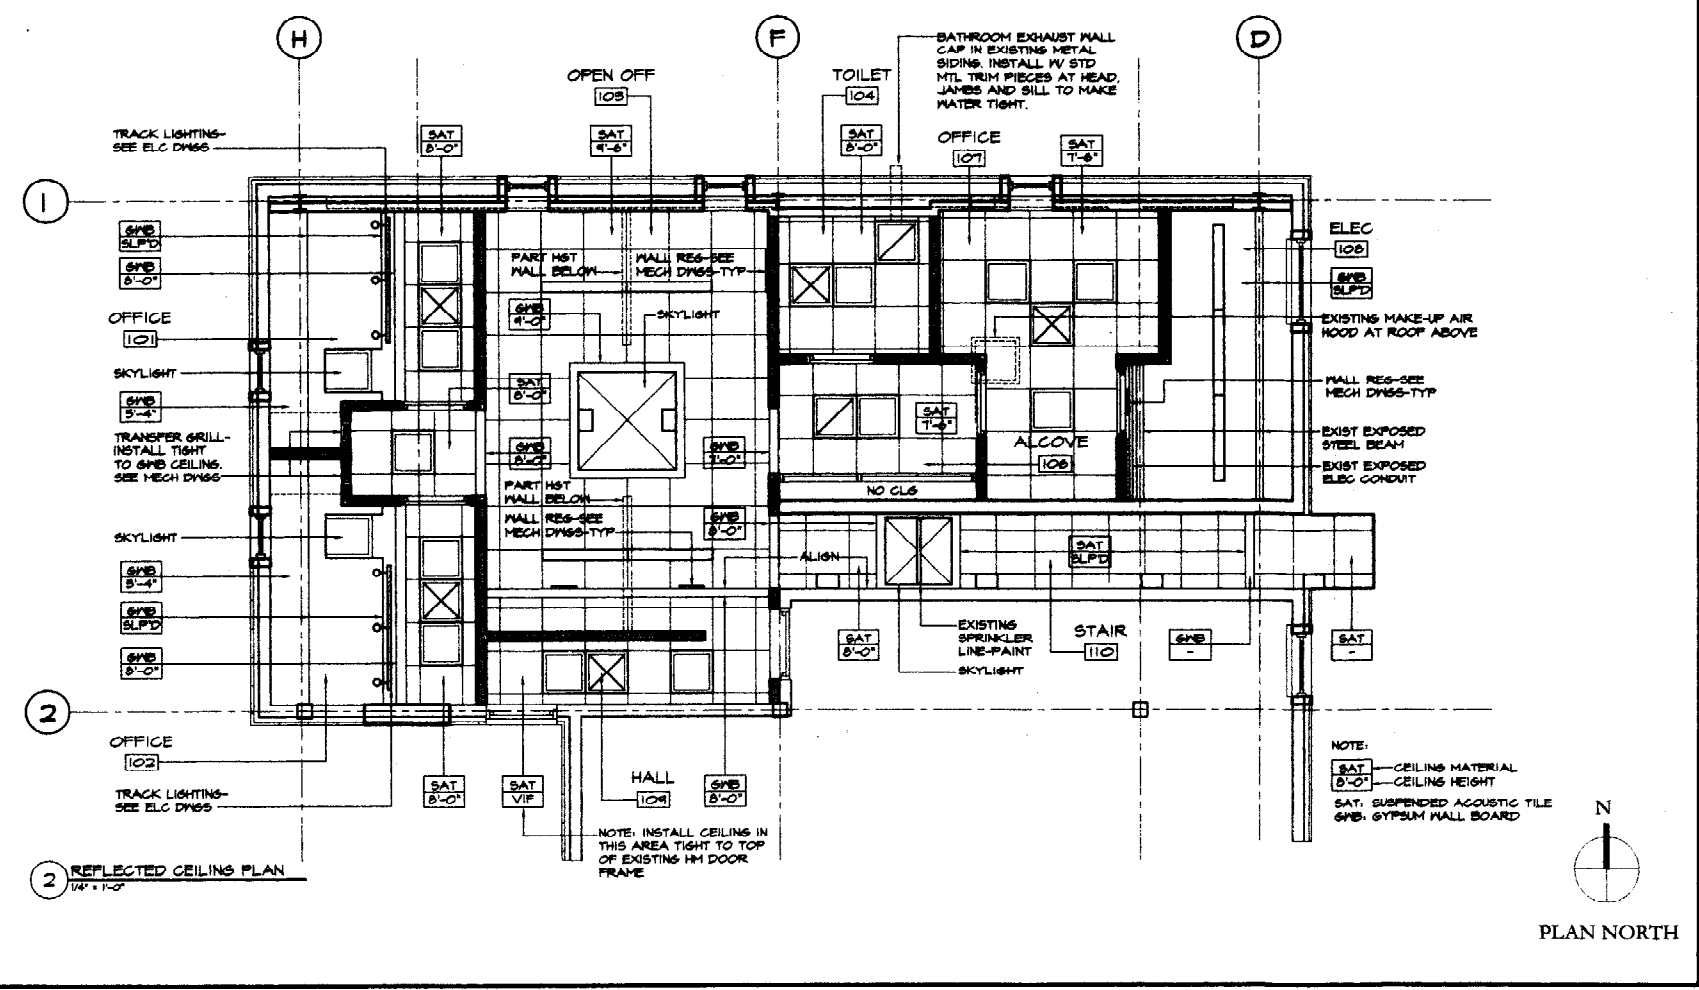 H
F
D
BATHROOM EXHAUST WALL
CAP IN EXISTING METAL
SIDING. INSTALL W/ STD
MTL TRIM PIECES AT HEAD,
JAMBS AND SILL TO MAKE
WATER TIGHT.
OPEN OFF
103
TOILET
104
TRACK LIGHTING-
SEE ELC DWGS
SAT
8'-0"
SAT
9'-6"
SAT
8'-0"
OFFICE
107
SAT
7'-6"
1
GWB
SLP'D
GWB
8'-0"
OFFICE
101
SKYLIGHT
GWB
5'-4"
TRANSFER GRILL-
INSTALL TIGHT
TO GWB CEILING.
SEE MECH DWGS
SKYLIGHT
GWB
5'-4"
GWB
SLP'D
GWB
8'-0"
2
OFFICE
102
TRACK LIGHTING-
SEE ELC DWGS
PART HGT
WALL BELOW
WALL REG-SEE
MECH DWGS-TYP
GWB
9'-0"
SKYLIGHT
SAT
8'-0"
GWB
8'-0"
GWB
7'-0"
PART HGT
WALL BELOW
WALL REG-SEE
MECH DWGS-TYP
GWB
8'-0"
ALIGN
SAT
7'-6"
ALCOVE
106
NO CLG
SAT
SLP'D
ELEC
108
GWB
SLP'D
EXISTING MAKE-UP AIR
HOOD AT ROOF ABOVE
WALL REG-SEE
MECH DWGS-TYP
EXIST EXPOSED
STEEL BEAM
EXIST EXPOSED
ELEC CONDUIT
SAT
8'-0"
EXISTING
SPRINKLER
LINE-PAINT
SKYLIGHT
STAIR
110
GWB
-
SAT
-
SAT
8'-0"
SAT
VIF
HALL
109
GWB
8'-0"
NOTE: INSTALL CEILING IN
THIS AREA TIGHT TO TOP
OF EXISTING HM DOOR
FRAME
NOTE:
SAT
8'-0"
CEILING MATERIAL
CEILING HEIGHT
SAT: SUSPENDED ACOUSTIC TILE
GWB: GYPSUM WALL BOARD
N
PLAN NORTH
2
REFLECTED CEILING PLAN
1/4" = 1'-0"